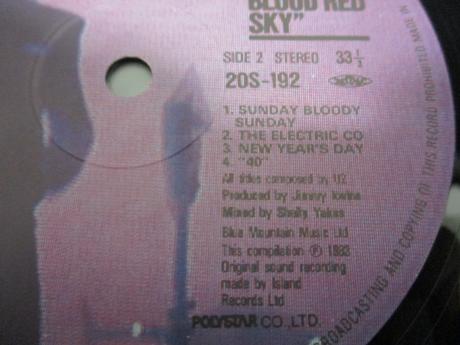 BLOOD RED
SKY"
SIDE 2 STEREO 33 1/3
20S-192
1. SUNDAY BLOODY
SUNDAY
2. THE ELECTRIC CO
3. NEW YEAR'S DAY
4. "40"
All titles composed by U2
Produced by Jimmy Iovine
Mixed by Shelly Yakus
Blue Mountain Music Ltd
This compilation Ⓟ 1983
Original sound recording
made by Island
Records Ltd
POLYSTAR CO., LTD.
BROADCASTING AND COPYING OF THIS RECORD PROHIBITED MADE IN